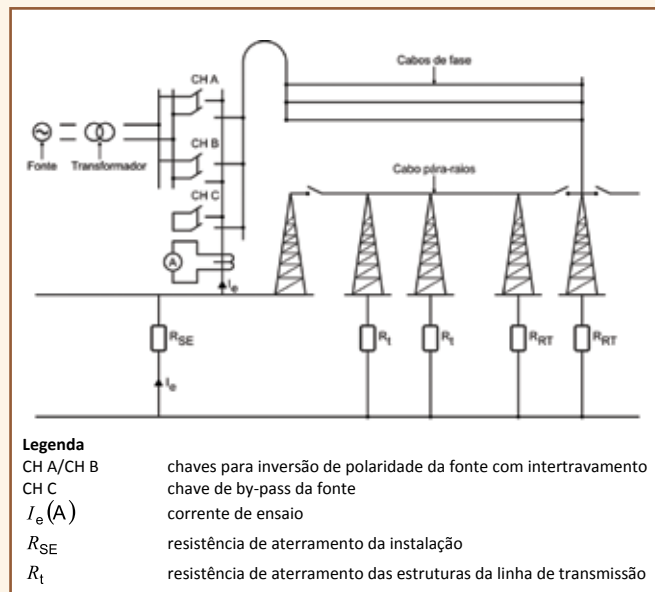 CH A
Cabos de fase
CH B
Fonte
Transformador
Cabo pára-raios
CH C
A
Ie
RSE
Rt
Rt
RRT
RRT
Ie
Legenda
CH A/CH B chaves para inversão de polaridade da fonte com intertravamento
CH C chave de by-pass da fonte
Ie(A) corrente de ensaio
RSE resistência de aterramento da instalação
Rt resistência de aterramento das estruturas da linha de transmissão